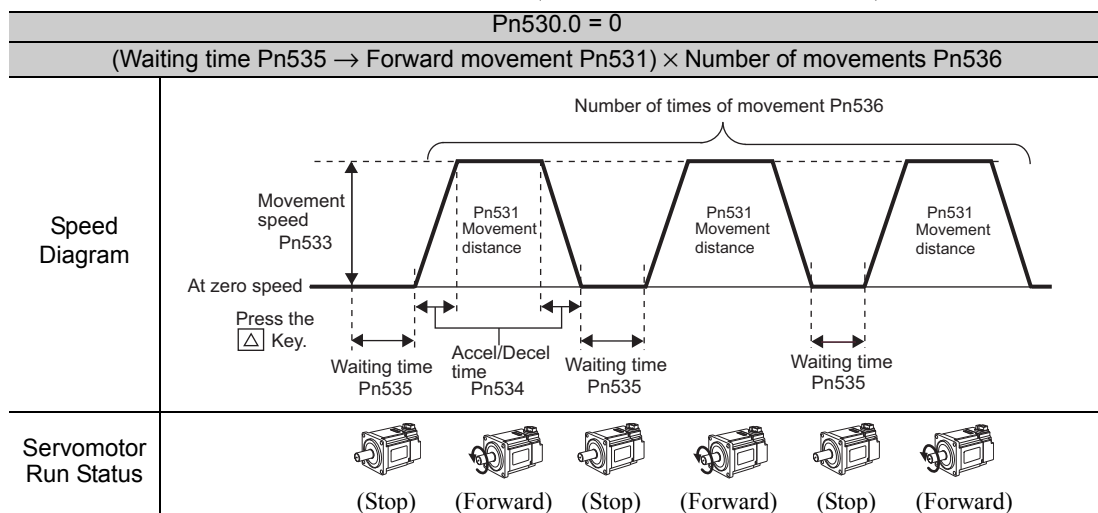 Pn530.0 = 0
(Waiting time Pn535 → Forward movement Pn531) × Number of movements Pn536
Speed
Diagram
Number of times of movement Pn536
Movement
speed
Pn533
Pn531
Movement
distance
Pn531
Movement
distance
Pn531
Movement
distance
At zero speed
Press the
△ Key.
Waiting time
Pn535
Accel/Decel
time
Pn534
Waiting time
Pn535
Waiting time
Pn535
Servomotor
Run Status
(Stop) (Forward) (Stop) (Forward) (Stop) (Forward)